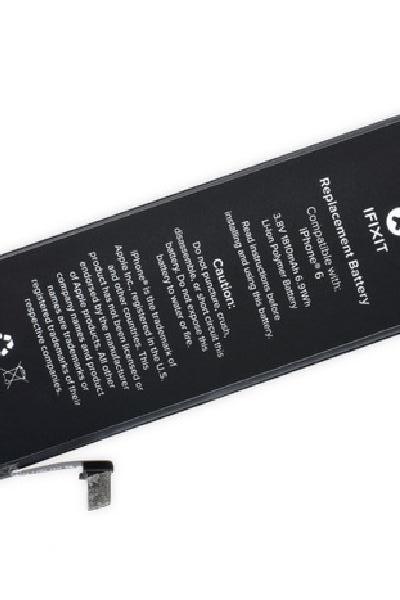 IFIXIT
Replacement Battery
Compatible with:
iPhone® 6
3.8V 1810mAh 6.91Wh
Li-Ion Polymer Battery
Read instructions before
installing and using this battery.
Caution:
Do not puncture, crush,
disassemble, or short circuit this
battery. Do not expose this
battery to water or fire.
iPhone® is the trademark of
Apple Inc., registered in the U.S.
and other countries. This
product has not been licensed or
endorsed by the manufacturer
of Apple products. All other
company names and product
names are trademarks or
registered trademarks of their
respective companies.